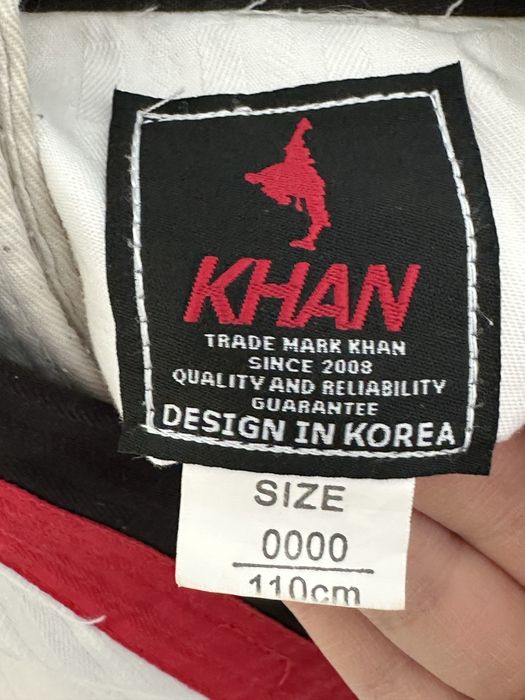 KHAN
TRADE MARK KHAN
SINCE 2008
QUALITY AND RELIABILITY
GUARANTEE
DESIGN IN KOREA
SIZE
0000
110cm